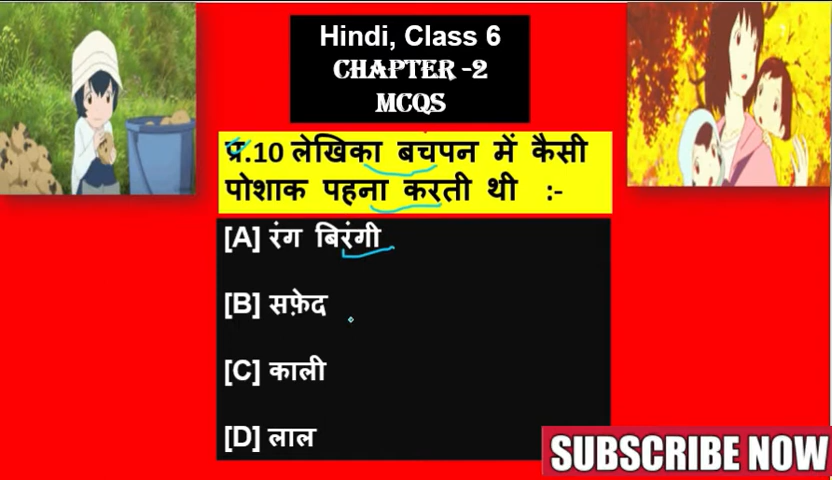 Hindi, Class 6
CHAPTER -2
MCQS
प्र.10 लेखिका बचपन में कैसी
पोशाक पहना करती थी :-
[A] रंग बिरंगी
[B] सफ़ेद
[C] काली
[D] लाल
SUBSCRIBE NOW